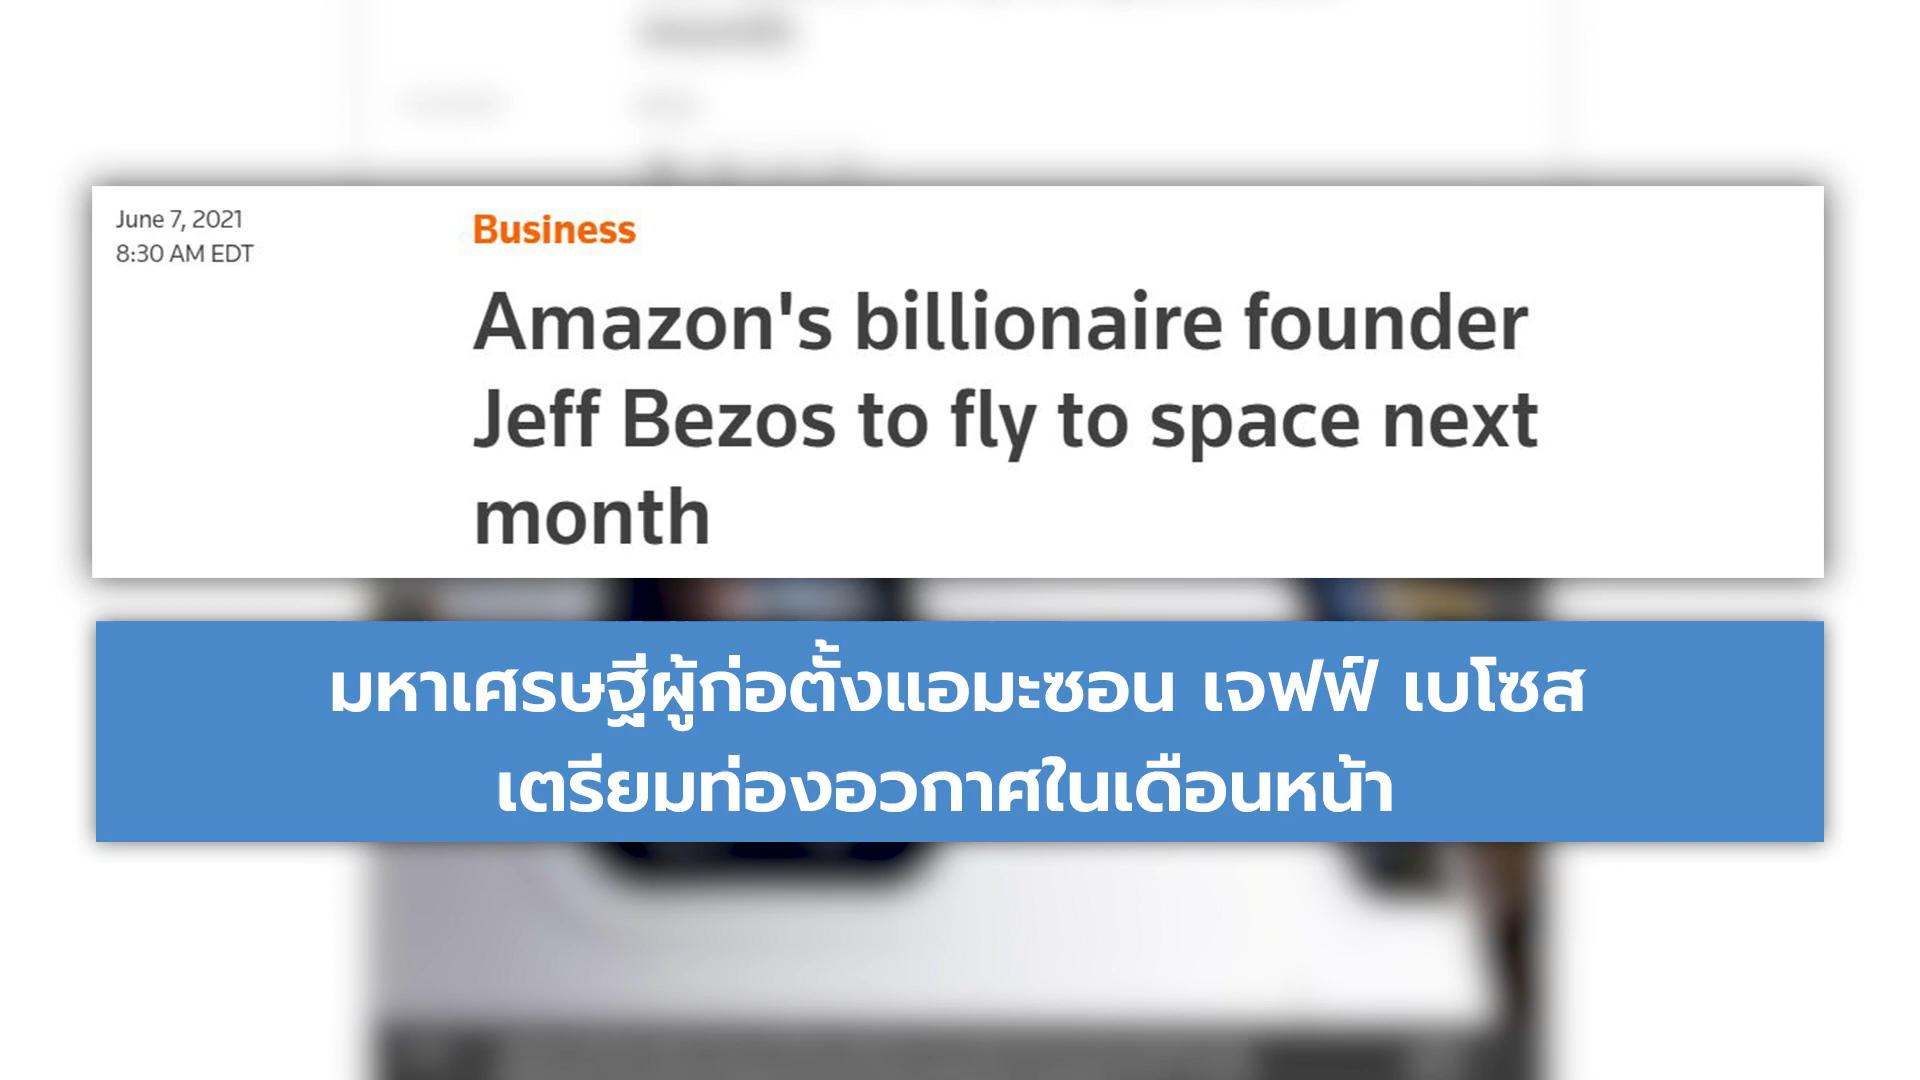 June 7, 2021
8:30 AM EDT
Business
Amazon's billionaire founder
Jeff Bezos to fly to space next
month
มหาเศรษฐีผู้ก่อตั้งแอมะซอน เจฟฟ์ เบโซส
เตรียมท่องอวกาศในเดือนหน้า